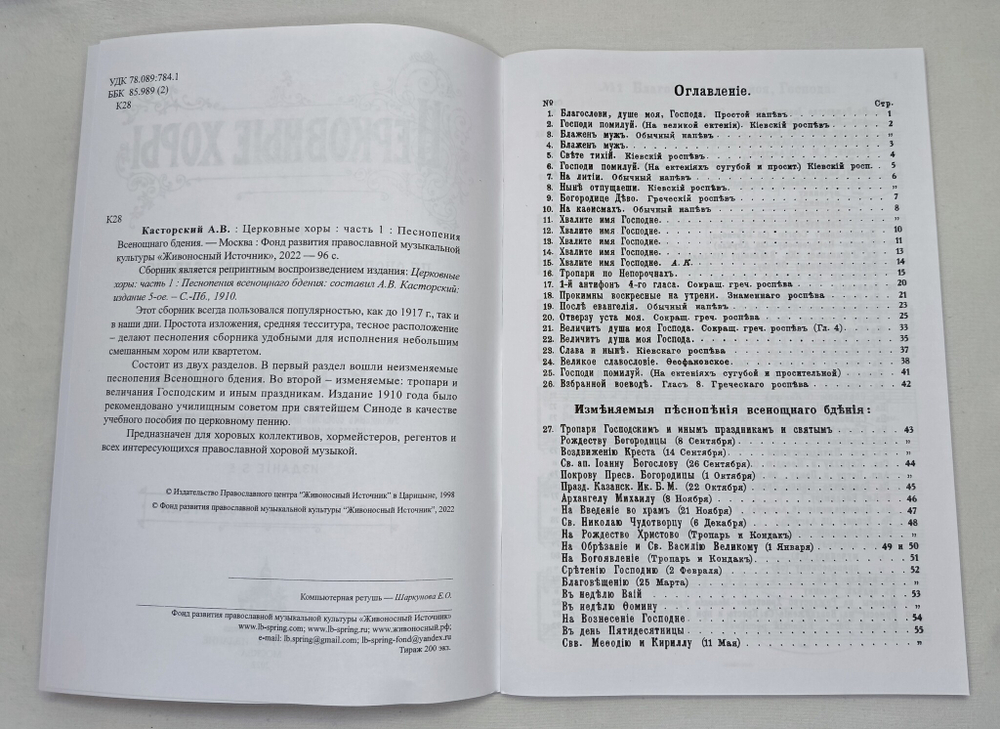 УДК 78.089:784.1
ББК 85.989 (2)
К28
К28
Касторский А.В. : Церковные хоры : часть 1 : Песнопения
Всенощнаго бдения. — Москва : Фонд развития православной музыкальной
культуры «Живоносный Источник», 2022 — 96 с.
Сборник является репринтным воспроизведением издания: Церковные
хоры: часть 1 : Песнопения всенощнаго бдения: составил А.В. Касторский:
издание 5-ое. – С.-Пб., 1910.
Этот сборник всегда пользовался популярностью, как до 1917 г., так и
в наши дни. Простота изложения, средняя тесситура, тесное расположение
– делают песнопения сборника удобными для исполнения небольшим
смешанным хором или квартетом.
Состоит из двух разделов. В первый раздел вошли неизменяемые
песнопения Всенощного бдения. Во второй – изменяемые: тропари и
величания Господским и иным праздникам. Издание 1910 года было
рекомендовано училищным советом при святейшем Синоде в качестве
учебного пособия по церковному пению.
Предназначен для хоровых коллективов, хормейстеров, регентов и
всех интересующихся православной хоровой музыкой.
© Издательство Православного центра "Живоносный Источник" в Царицыне, 1998
© Фонд развития православной музыкальной культуры "Живоносный Источник", 2022
Компьютерная ретушь – Шаркунова Е.О.
Фонд развития православной музыкальной культуры «Живоносный Источник»
www.lb-spring.com; www.lb-spring.ru; www.живоносный.рф;
e-mail: lb.spring@gmail.com; lb-spring-fond@yandex.ru
Тираж 200 экз.
Оглавленіе.
№ Стр.
1. Благослови, душе моя, Господа. Простой напѣвъ 1
2. Господи помилуй. (На великой ектеніи). Кіевскій роспѣвъ. 2
3. Блаженъ мужъ. Обычный напѣвъ „
4. Блаженъ мужъ. 3
5. Свѣте тихій. Кіевскій роспѣвъ. 4
6. Господи помилуй. (На ектеніяхъ сугубой и просит.) Кіевскій росп. 5
7. На литіи. Обычный напѣвъ 6
8. Нынѣ отпущаеши. Кіевскій роспѣвъ. „
9. Богородице Дѣво. Греческій роспѣвъ 7
10. На каѳисмахъ. Обычный напѣвъ 8
11. Хвалите имя Господне. „
12. Хвалите имя Господне. 10
13. Хвалите имя Господне. 11
14. Хвалите имя Господне. 13
15. Хвалите имя Господне. А. К. 14
16. Тропари по Непорочнахъ. 15
17. 1-й антифонъ 4-го гласа. Сокращ. греч. роспѣва 20
18. Прокимны воскресные на утрени. Знаменнаго роспѣва 21
19. Послѣ евангелія. Обычный напѣвъ 23
20. Отверзу уста моя. Сокращ. греч. роспѣва 25
21. Величитъ душа моя Господа. Сокращ. греч. роспѣва (Гл. 4) 33
22. Величитъ душа моя Господа. 35
23. Слава и нынѣ. Кіевскаго роспѣва 37
24. Великое славословіе. Ѳеофановское. 38
25. Господи помилуй. (На ектеніяхъ сугубой и просительной) 41
26. Взбранной воеводѣ. Гласъ 8. Греческаго роспѣва 42
Измѣняемыя пѣснопѣнія всенощнаго бдѣнія:
27. Тропари Господскимъ и инымъ праздникамъ и святымъ 43
Рождеству Богородицы (8 Сентября) „
Воздвиженію Креста (14 Сентября) „
Св. ап. Іоанну Богослову (26 Сентября) 44
Покрову Пресв. Богородицы (1 Октября) „
Празд. Казанск. Ик. Б. М. (22 Октября) 45
Архангелу Михаилу (8 Ноября) 46
На Введеніе во храмъ (21 Ноября) 47
Св. Николаю Чудотворцу (6 Декабря) 48
На Рождество Христово (Тропарь и Кондакъ) „
На Обрѣзаніе и Св. Василію Великому (1 Января) 49 и 50
На Богоявленіе (Тропарь и Кондакъ) 51
Срѣтенію Господню (2 Февраля) 52
Благовѣщенію (25 Марта) „
Въ недѣлю Ваій 53
Въ недѣлю Ѳомину „
На Вознесеніе Господне 54
Въ день Пятидесятницы 55
Свв. Меѳодію и Кириллу (11 Мая) „